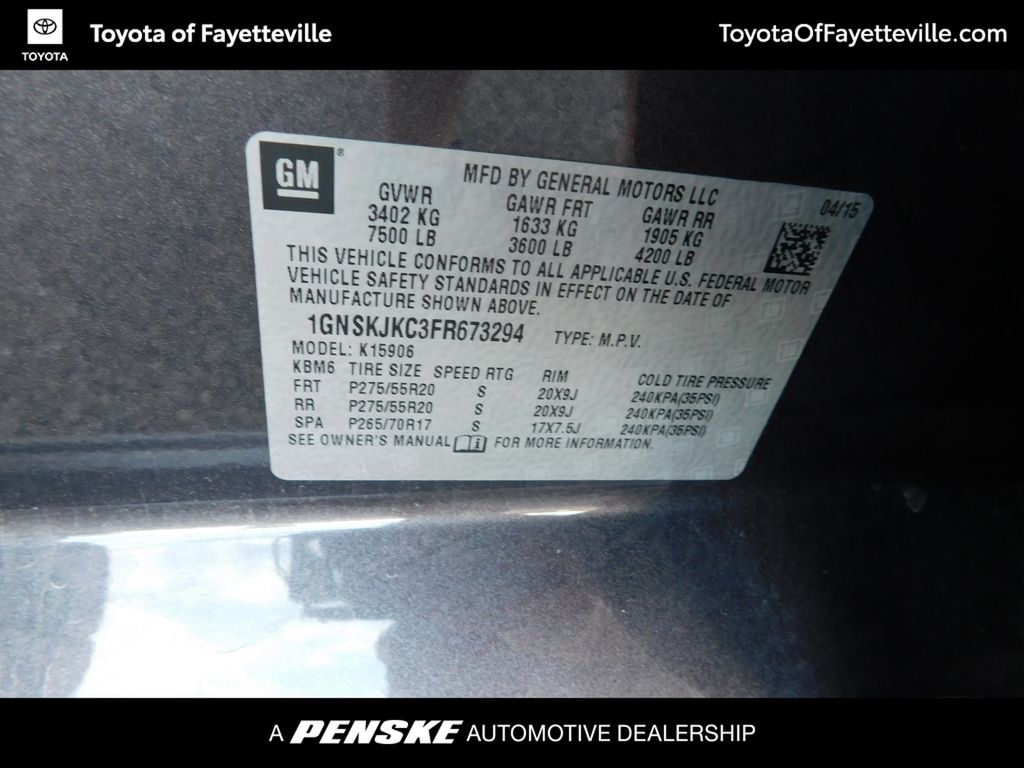 TOYOTA
Toyota of Fayetteville
ToyotaOfFayetteville.com
GM
®
MFD BY GENERAL MOTORS LLC
04/15
GVWR GAWR FRT GAWR RR
3402 KG 1633 KG 1905 KG
7500 LB 3600 LB 4200 LB
THIS VEHICLE CONFORMS TO ALL APPLICABLE U.S. FEDERAL MOTOR
VEHICLE SAFETY STANDARDS IN EFFECT ON THE DATE OF
MANUFACTURE SHOWN ABOVE.
1GNSKJKC3FR673294 TYPE: M.P.V.
MODEL: K15906
KBM6 TIRE SIZE SPEED RTG RIM COLD TIRE PRESSURE
FRT P275/55R20 S 20X9J 240KPA(35PSI)
RR P275/55R20 S 20X9J 240KPA(35PSI)
SPA P265/70R17 S 17X7.5J 240KPA(35PSI)
SEE OWNER'S MANUAL FOR MORE INFORMATION.
A PENSKE AUTOMOTIVE DEALERSHIP